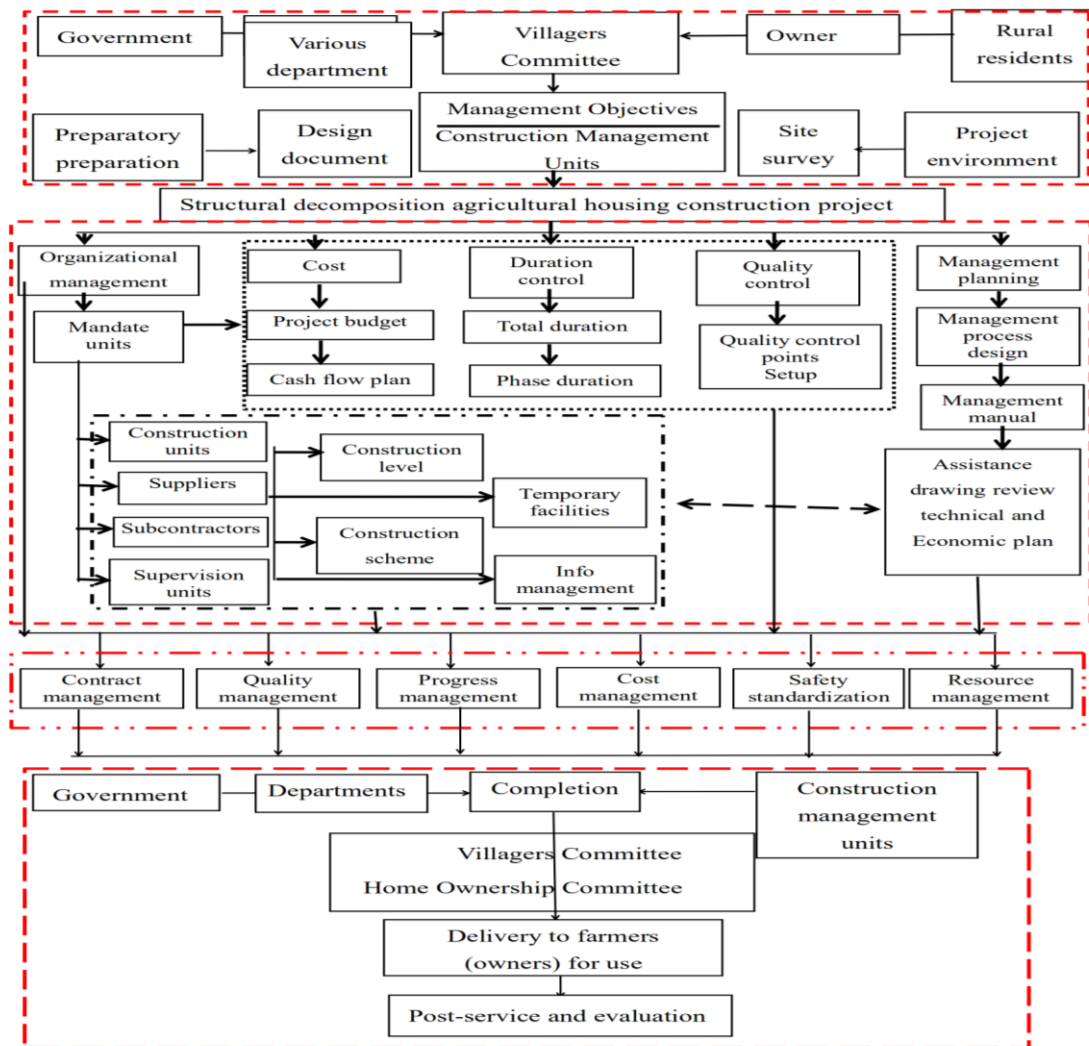 Government
Various
department
Villagers
Committee
Owner
Rural
residents
Preparatory
preparation
Design
document
Management Objectives
Construction Management
Units
Site
survey
Project
environment
Structural decomposition agricultural housing construction project
Organizational
management
Cost
Duration
control
Quality
control
Management
planning
Mandate
units
Project budget
Total duration
Quality control
points
Setup
Management
process
design
Cash flow plan
Phase duration
Management
manual
Construction
units
Construction
level
Suppliers
Temporary
facilities
Subcontractors
Construction
scheme
Supervision
units
Info
management
Assistance
drawing review
technical and
Economic plan
Contract
management
Quality
management
Progress
management
Cost
management
Safety
standardization
Resource
management
Government
Departments
Completion
Construction
management
units
Villagers Committee
Home Ownership Committee
Delivery to farmers
(owners) for use
Post-service and evaluation